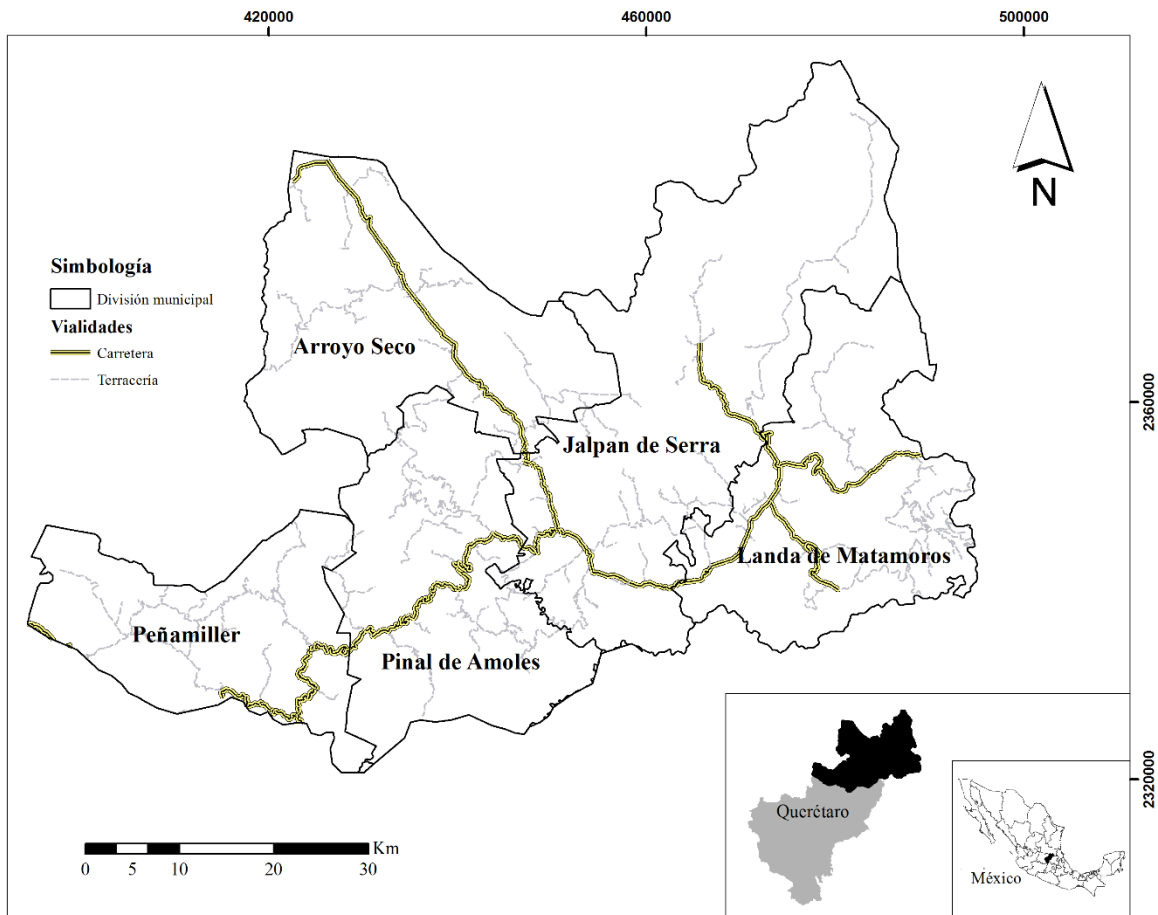 420000
460000
500000
N
Simbología
División municipal
Vialidades
Carretera
Terracería
Arroyo Seco
2360000
Jalpan de Serra
Landa de Matamoros
Peñamiller
Pinal de Amoles
2320000
Querétaro
México
Km
0 5 10 20 30